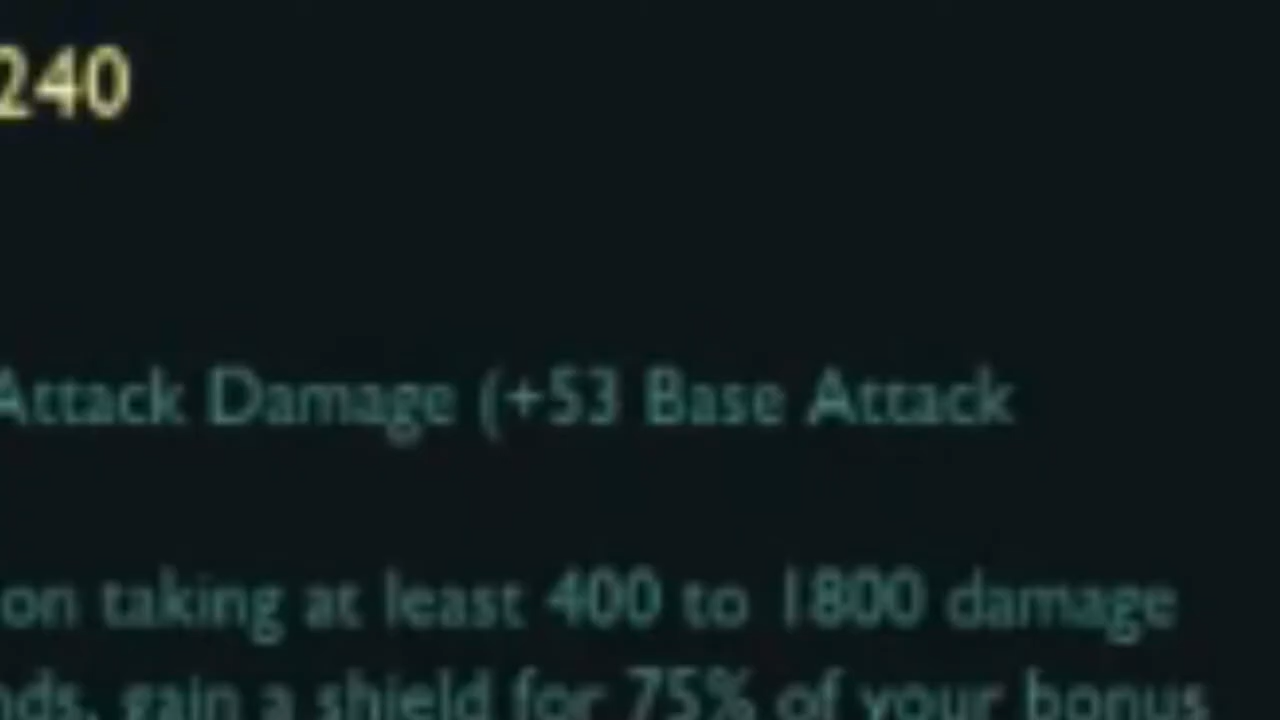 240
Attack Damage (+53 Base Attack
on taking at least 400 to 1800 damage
nds, gain a shield for 75% of your bonus